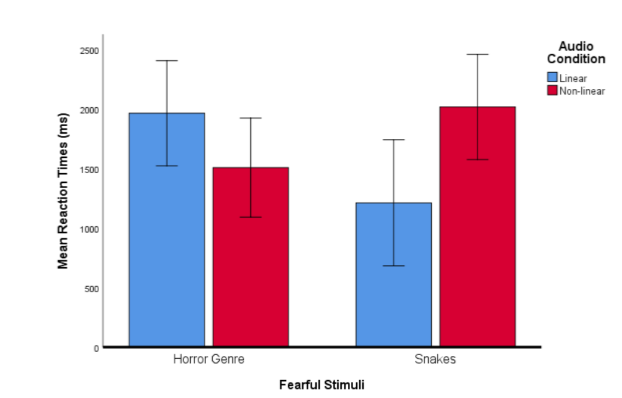 Audio
Condition
Linear
Non-linear
Mean Reaction Times (ms)
2500
2000
1500
1000
500
0
Horror Genre
Snakes
Fearful Stimuli